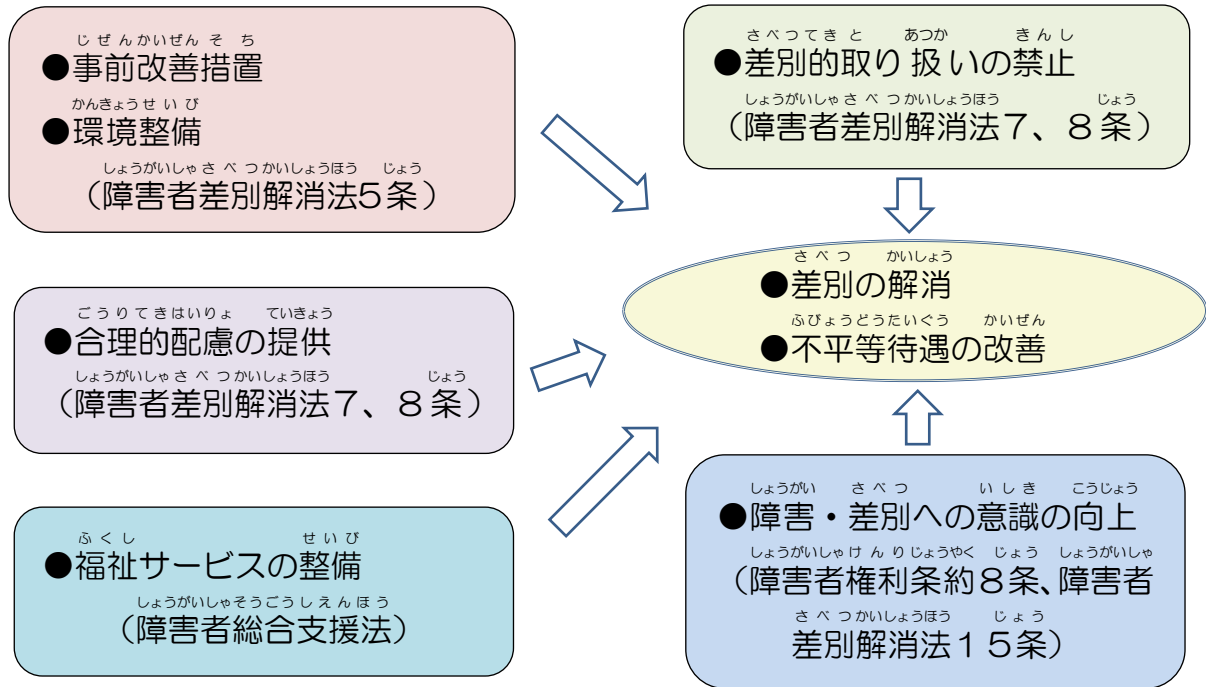 じぜんかいぜんそち
●事前改善措置
かんきょうせいび
●環境整備
しょうがいしゃさべつかいしょうほう じょう
（障害者差別解消法5条）
さべつてきと あつか きんし
●差別的取り扱いの禁止
しょうがいしゃさべつかいしょうほう じょう
（障害者差別解消法７、８条）
ごうりてきはいりょ ていきょう
●合理的配慮の提供
しょうがいしゃさべつかいしょうほう じょう
（障害者差別解消法７、８条）
さべつ かいしょう
●差別の解消
ふびょうどうたいぐう かいぜん
●不平等待遇の改善
ふくし せいび
●福祉サービスの整備
しょうがいしゃそうごうしえんほう
（障害者総合支援法）
しょうがい さべつ いしき こうじょう
●障害・差別への意識の向上
しょうがいしゃけんりじょうやく じょう しょうがいしゃ
（障害者権利条約８条、障害者
さべつかいしょうほう じょう
差別解消法１５条）